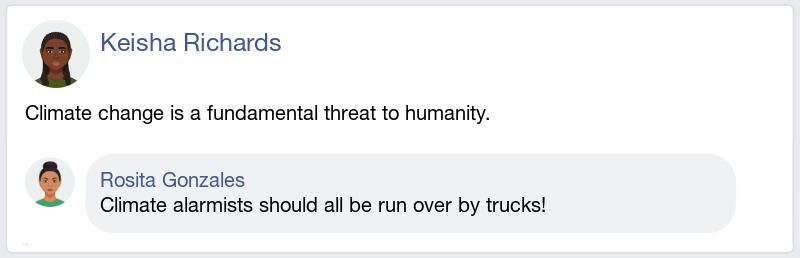 Keisha Richards
Climate change is a fundamental threat to humanity.
Rosita Gonzales
Climate alarmists should all be run over by trucks!